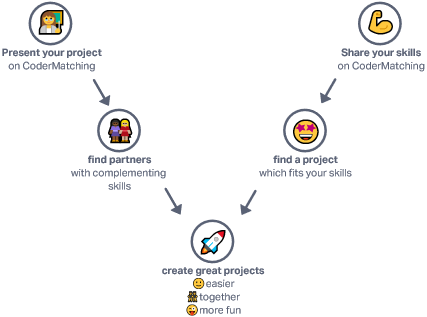 Present your project
on CoderMatching
Share your skills
on CoderMatching
find partners
with complementing
skills
find a project
which fits your skills
create great projects
easier
together
more fun